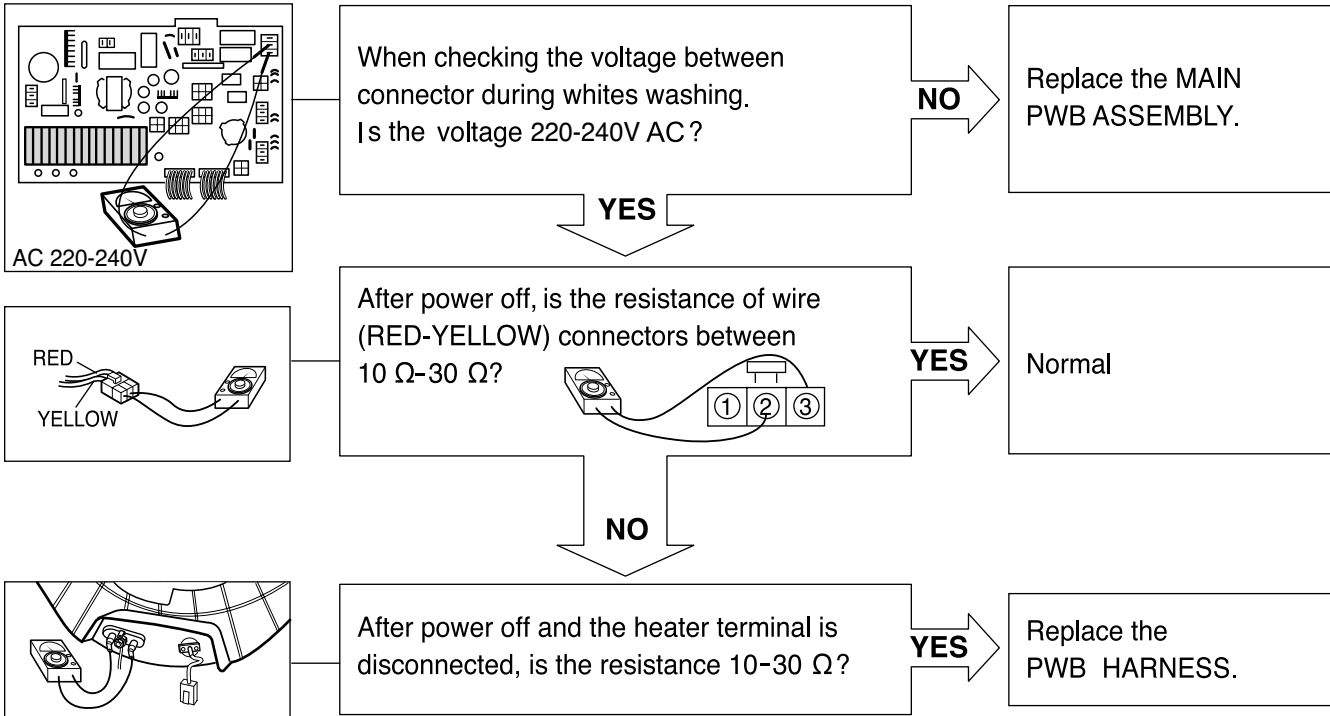 AC 220-240V
When checking the voltage between
connector during whites washing.
Is the voltage 220-240V AC?
NO
Replace the MAIN
PWB ASSEMBLY.
YES
RED
YELLOW
After power off, is the resistance of wire
(RED-YELLOW) connectors between
10 Ω-30 Ω?
① ② ③
YES
Normal
NO
After power off and the heater terminal is
disconnected, is the resistance 10-30 Ω?
YES
Replace the
PWB HARNESS.